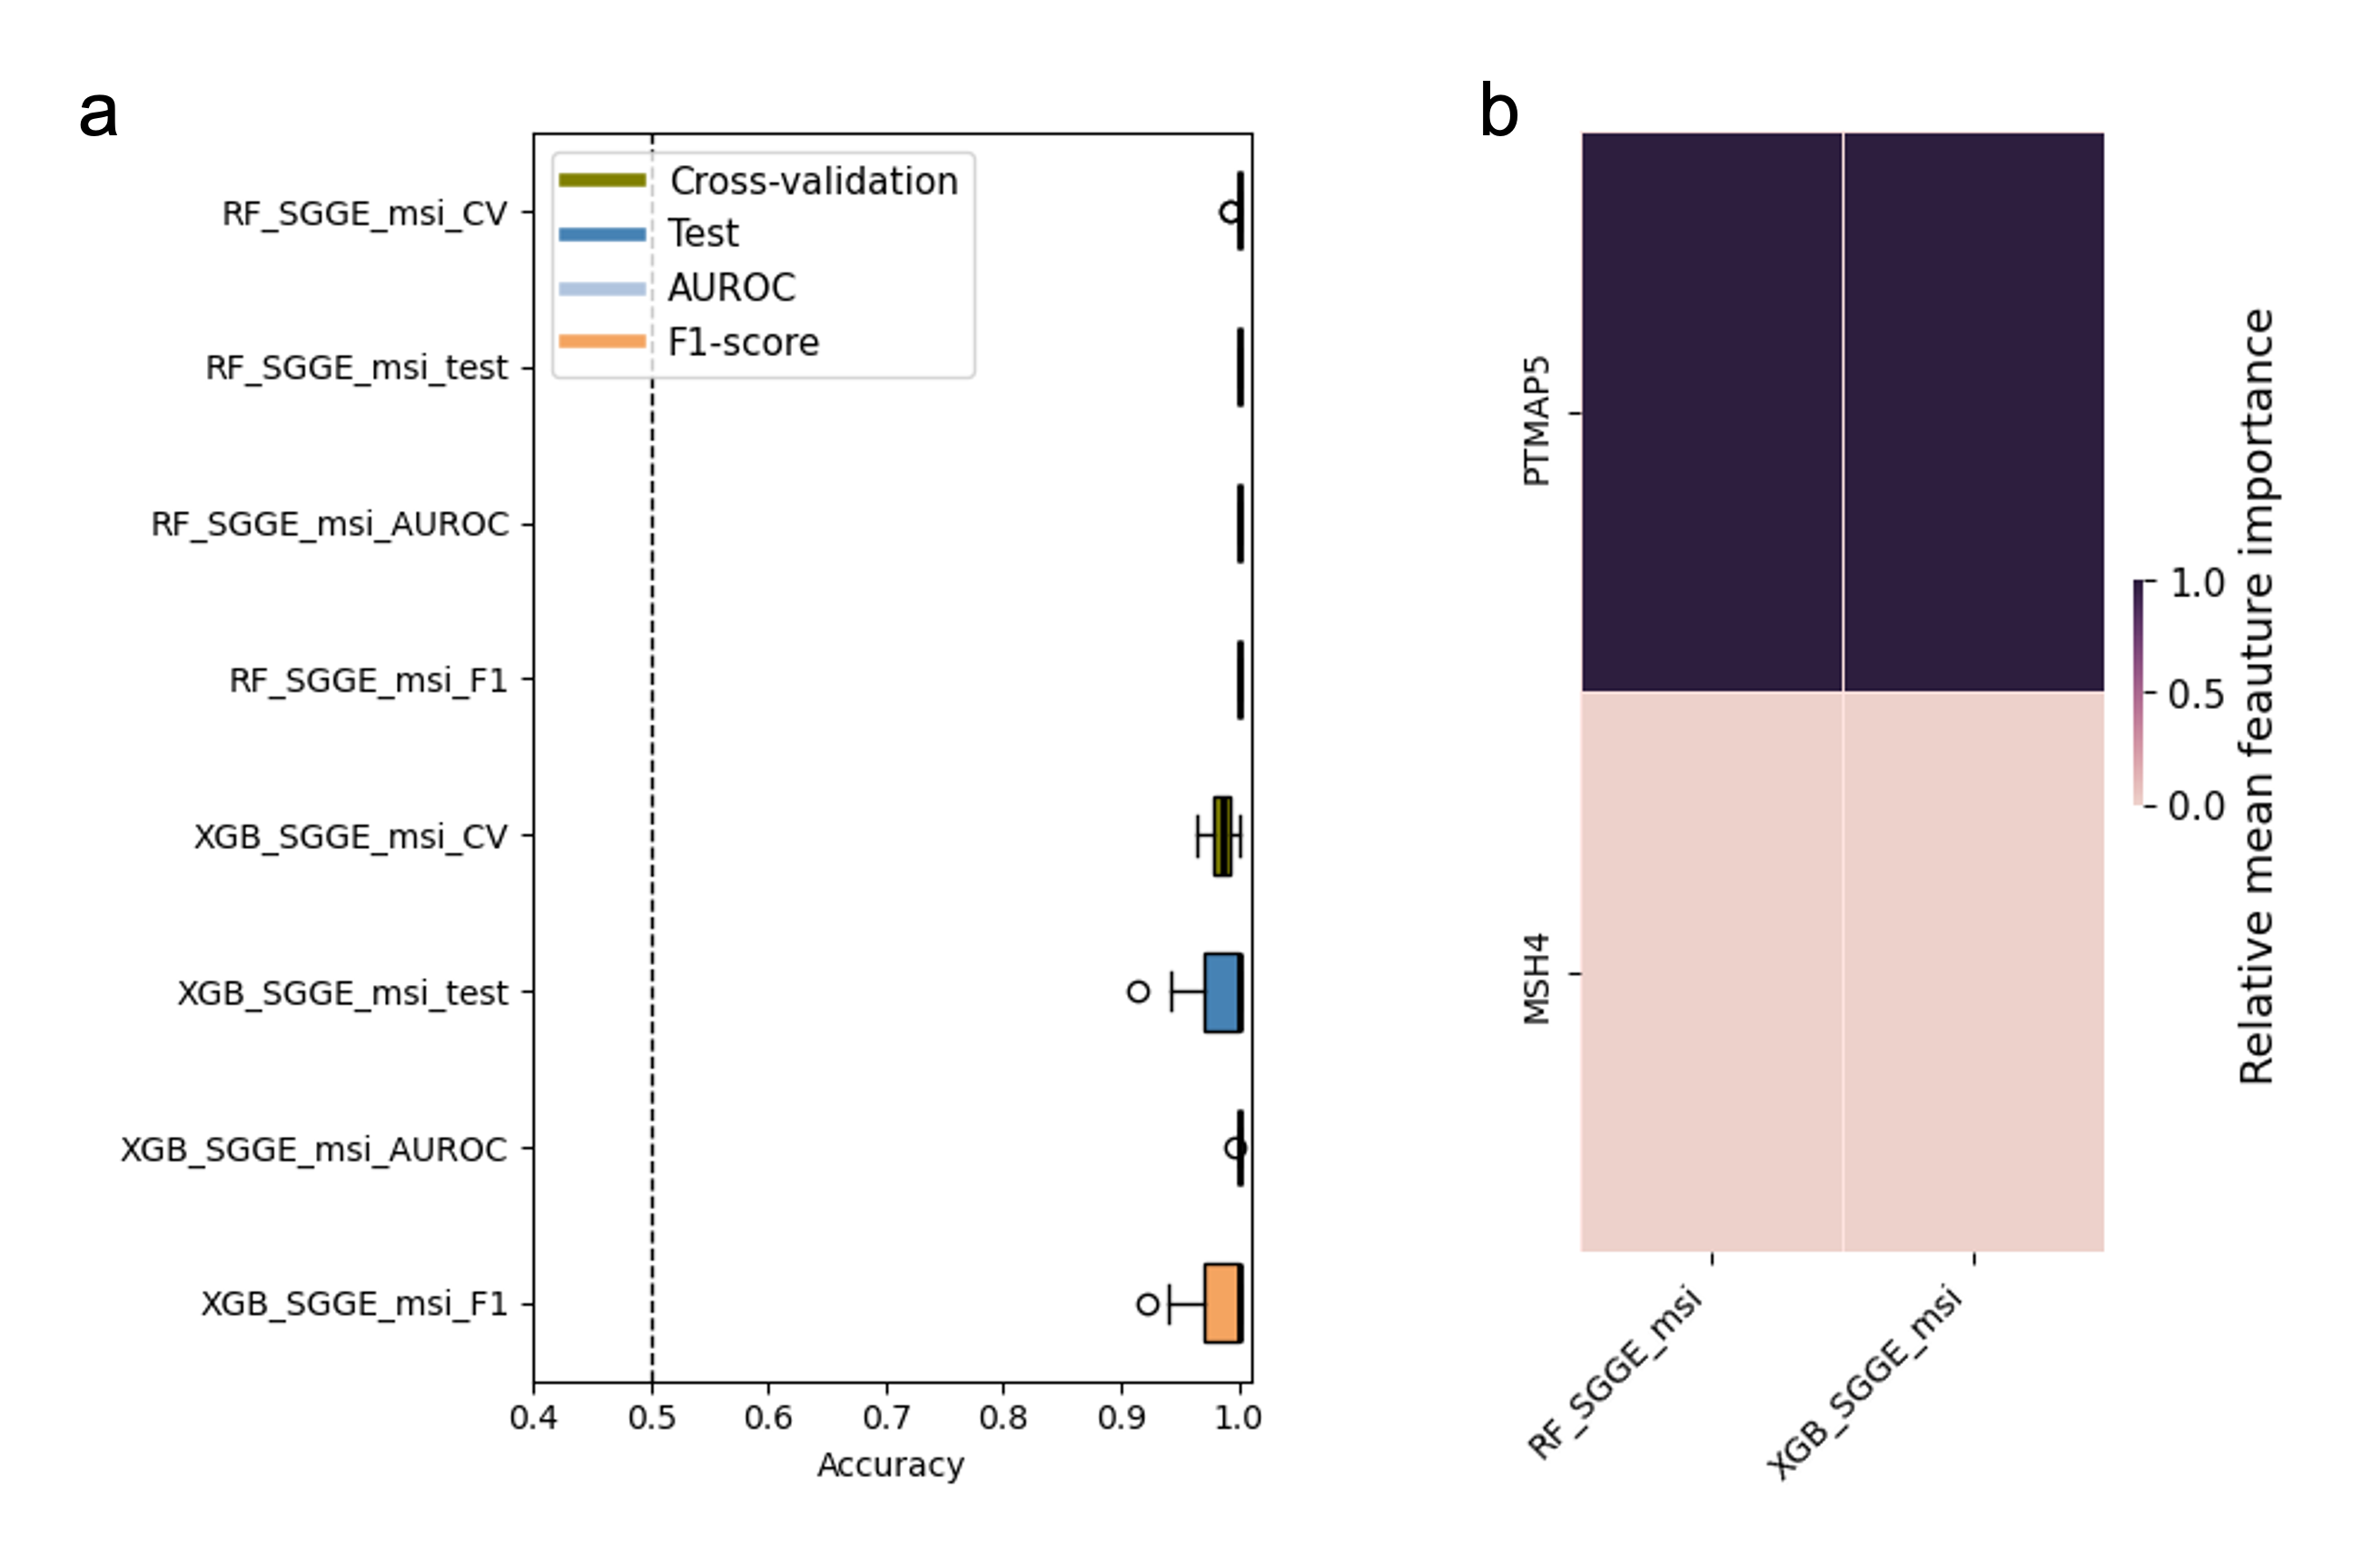 a
Cross-validation
Test
AUROC
F1-score
RF_SGGE_msi_CV
RF_SGGE_msi_test
RF_SGGE_msi_AUROC
RF_SGGE_msi_F1
XGB_SGGE_msi_CV
XGB_SGGE_msi_test
XGB_SGGE_msi_AUROC
XGB_SGGE_msi_F1
0.4 0.5 0.6 0.7 0.8 0.9 1.0
Accuracy
b
PTMAP5
MSH4
RF_SGGE_msi
XGB_SGGE_msi
1.0
0.5
0.0
Relative mean feauture importance